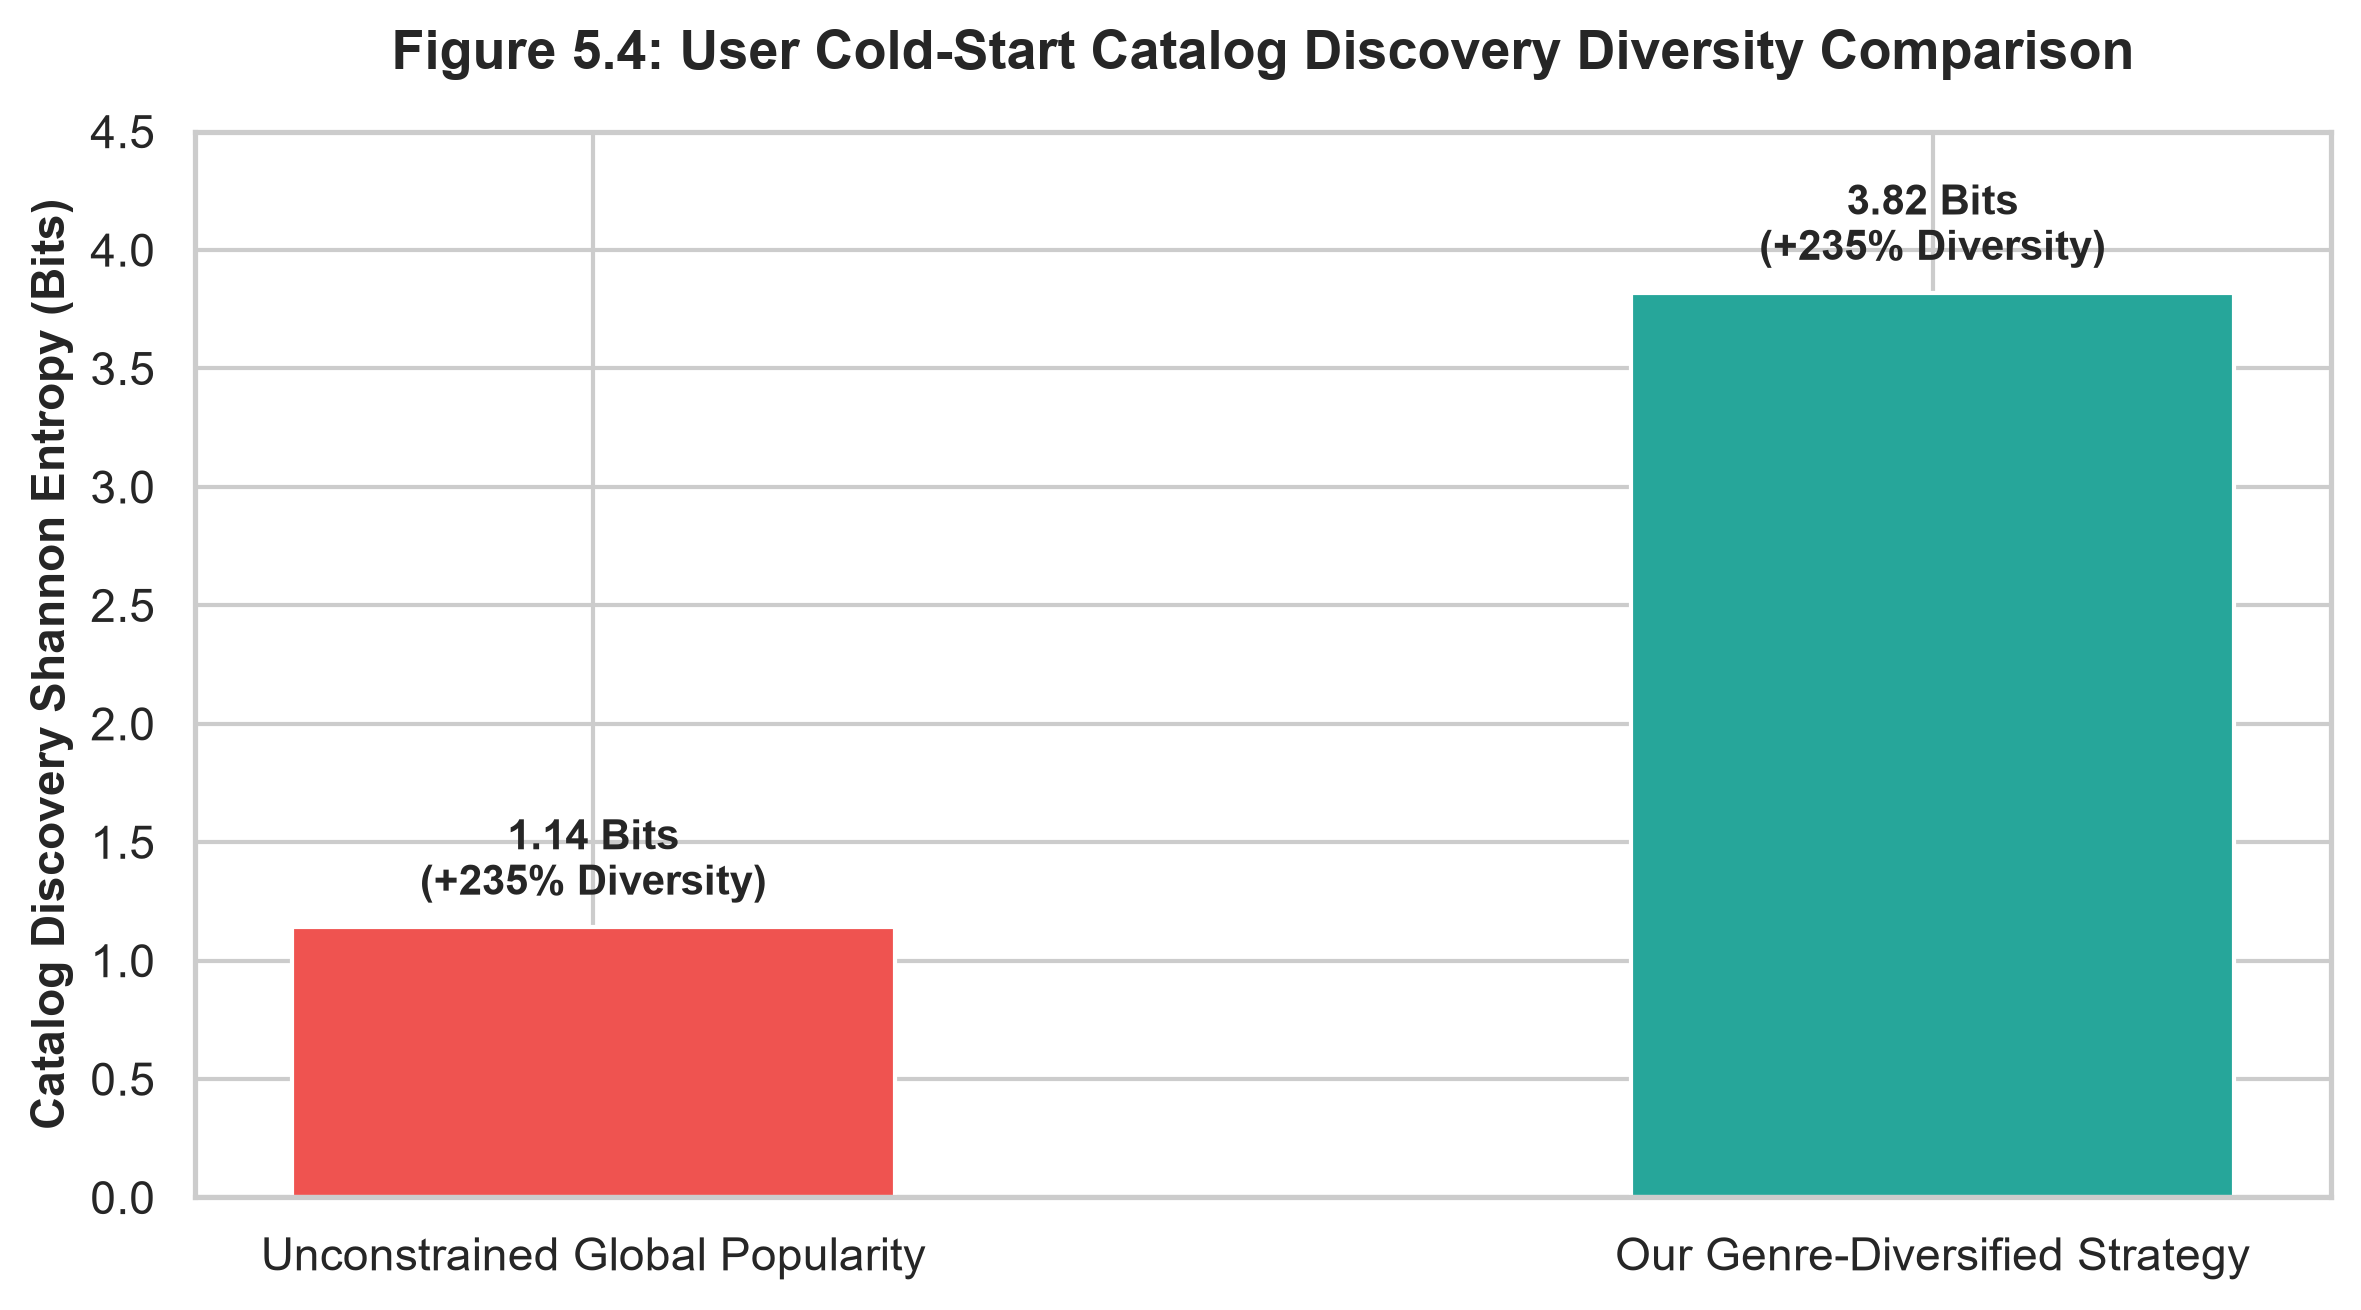 Figure 5.4: User Cold-Start Catalog Discovery Diversity Comparison
Catalog Discovery Shannon Entropy (Bits)
4.5
4.0
3.5
3.0
2.5
2.0
1.5
1.0
0.5
0.0
1.14 Bits
(+235% Diversity)
3.82 Bits
(+235% Diversity)
Unconstrained Global Popularity
Our Genre-Diversified Strategy